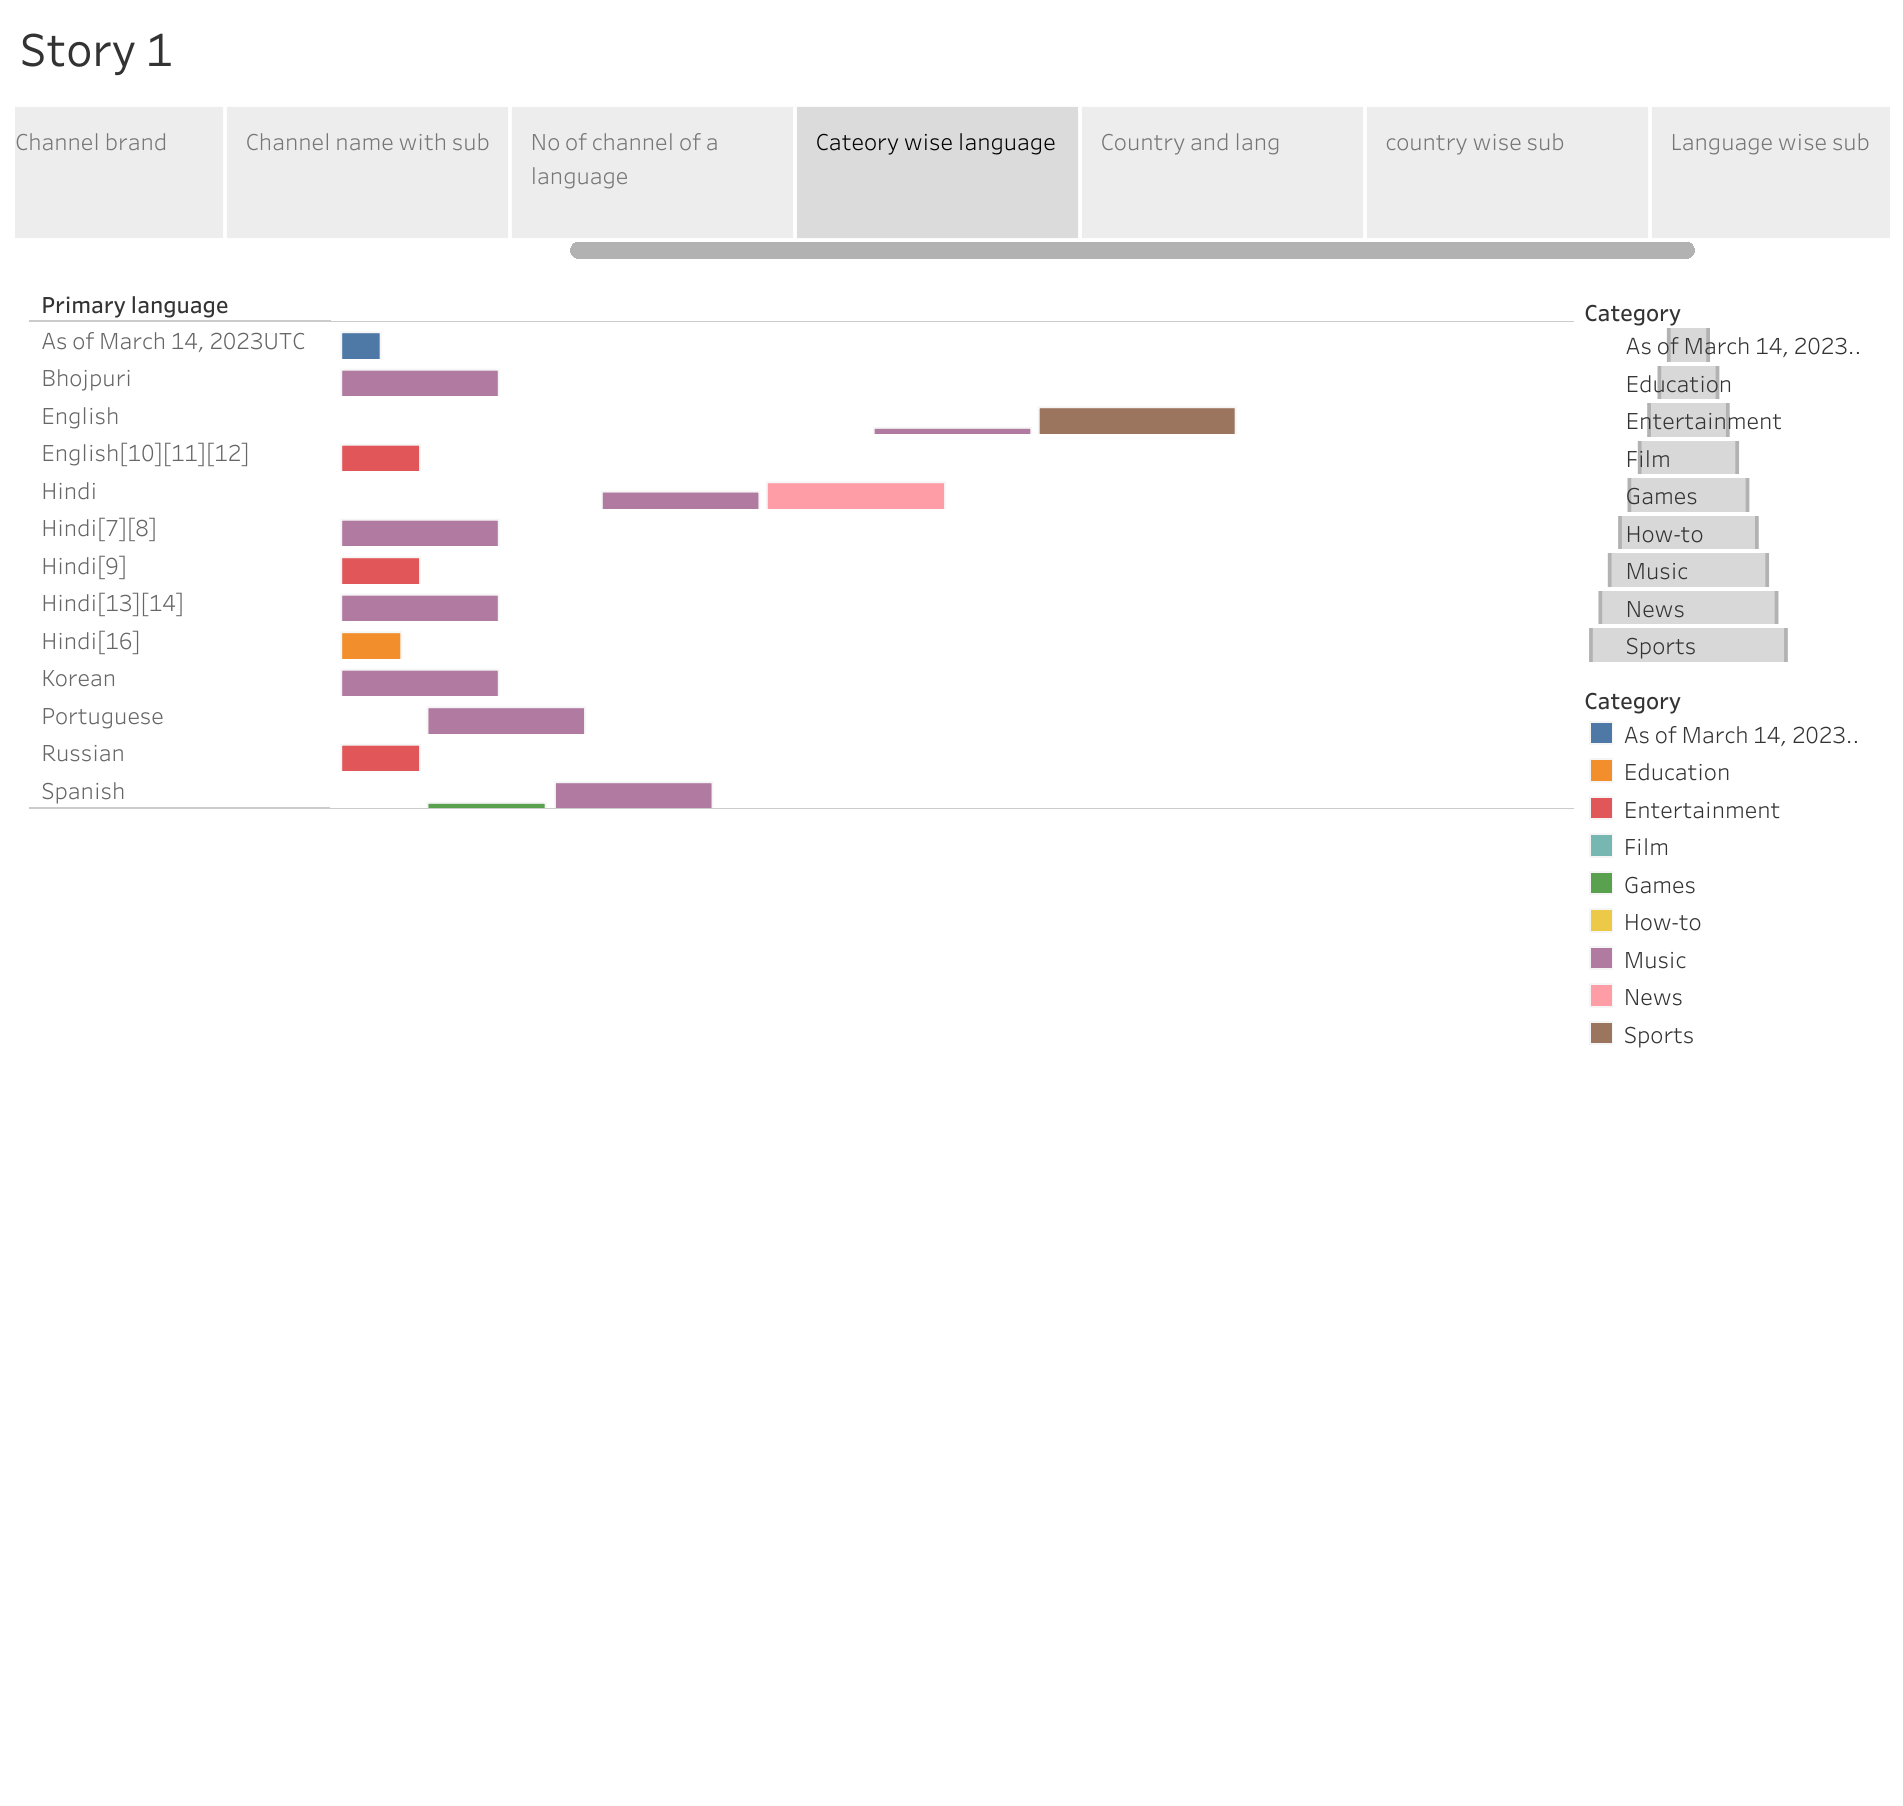 Story 1
Channel brand
Channel name with sub
No of channel of a
language
Cateory wise language
Country and lang
country wise sub
Language wise sub
Primary language
As of March 14, 2023UTC
Bhojpuri
English
English[10][11][12]
Hindi
Hindi[7][8]
Hindi[9]
Hindi[13][14]
Hindi[16]
Korean
Portuguese
Russian
Spanish
Category
As of March 14, 2023..
Education
Entertainment
Film
Games
How-to
Music
News
Sports
Category
As of March 14, 2023..
Education
Entertainment
Film
Games
How-to
Music
News
Sports